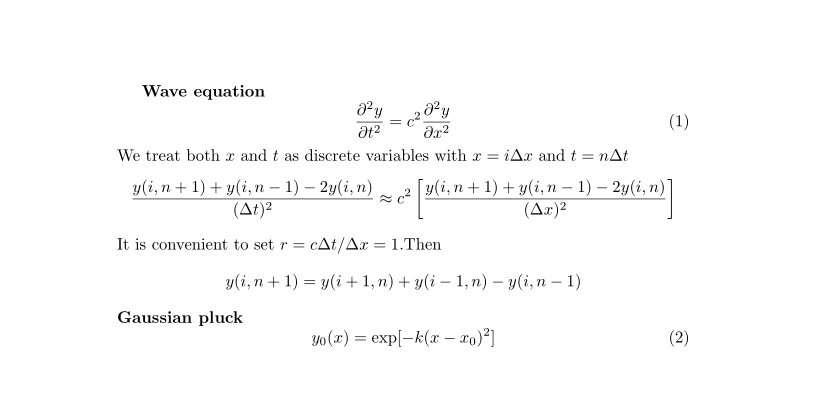 Wave equation
∂²y/∂t² = c² ∂²y/∂x² (1)
We treat both x and t as discrete variables with x = iΔx and t = nΔt
y(i, n + 1) + y(i, n − 1) − 2y(i, n)/(Δt)² ≈ c² [y(i, n + 1) + y(i, n − 1) − 2y(i, n)/(Δx)²]
It is convenient to set r = cΔt/Δx = 1.Then
y(i, n + 1) = y(i + 1, n) + y(i − 1, n) − y(i, n − 1)
Gaussian pluck
y₀(x) = exp[−k(x − x₀)²] (2)